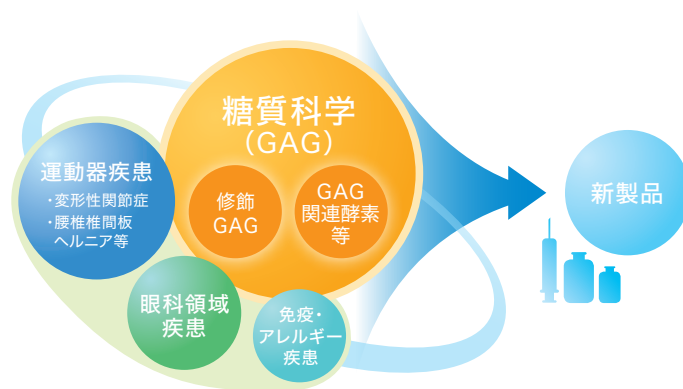 糖質科学
（GAG）
修飾
GAG
GAG
関連酵素
等
運動器疾患
・変形性関節症
・腰椎椎間板
ヘルニア等
眼科領域
疾患
免疫・
アレルギー
疾患
新製品